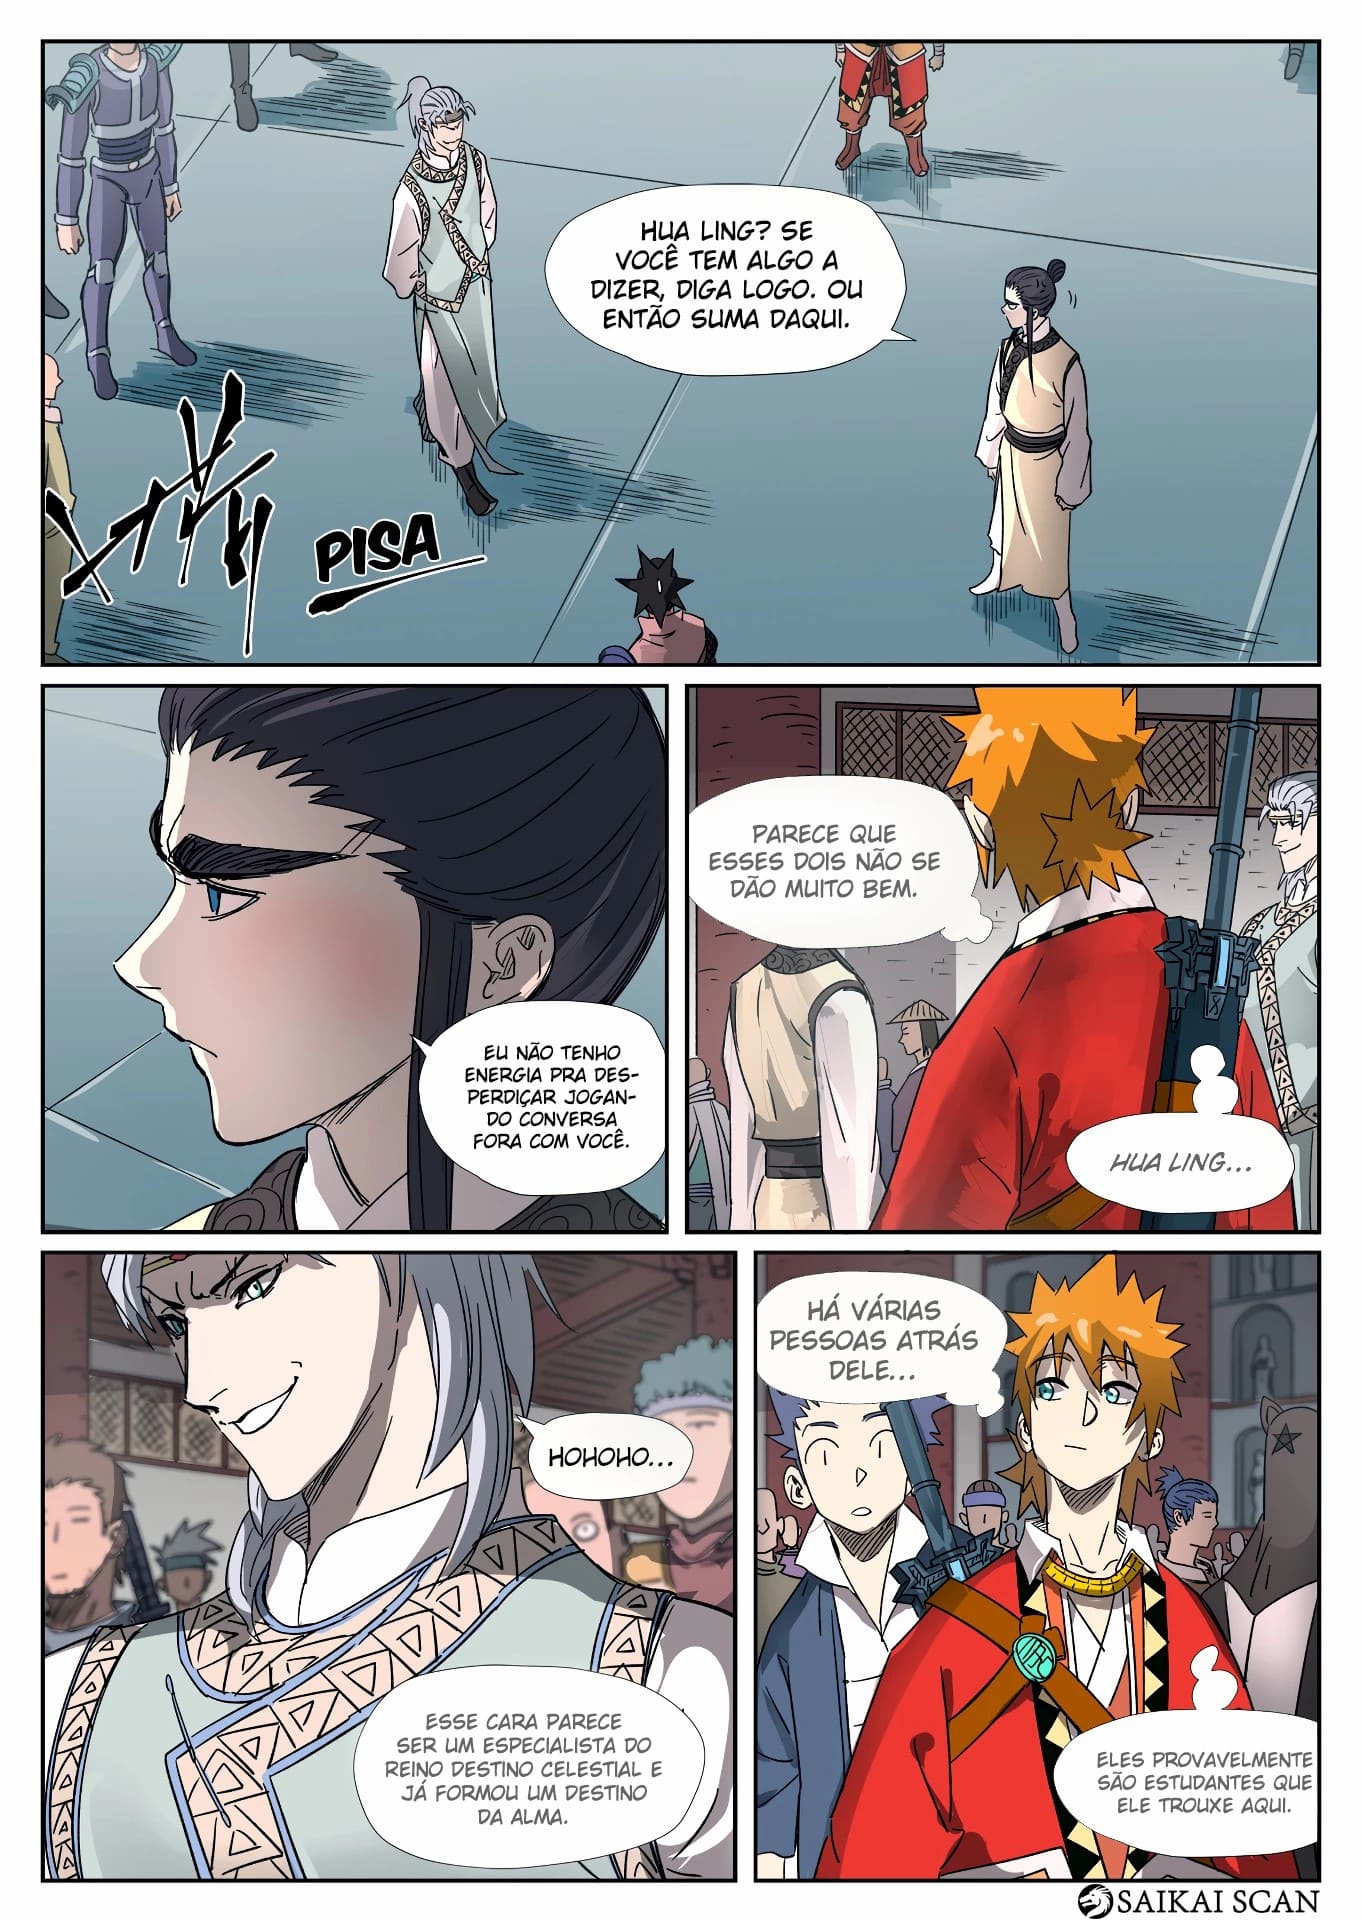 HUA LING? SE
VOCÊ TEM ALGO A
DIZER, DIGA LOGO. OU
ENTÃO SUMA DAQUI.
PISA
EU NÃO TENHO
ENERGIA PRA DES-
PERDIÇAR JOGAN-
DO CONVERSA
FORA COM VOCÊ.
PARECE QUE
ESSES DOIS NÃO SE
DÃO MUITO BEM.
HUA LING...
HOHOHO...
ESSE CARA PARECE
SER UM ESPECIALISTA DO
REINO DESTINO CELESTIAL E
JÁ FORMOU UM DESTINO
DA ALMA.
HÁ VÁRIAS
PESSOAS ATRÁS
DELE...
ELES PROVAVELMENTE
SÃO ESTUDANTES QUE
ELE TROUXE AQUI.
SAIKAI SCAN